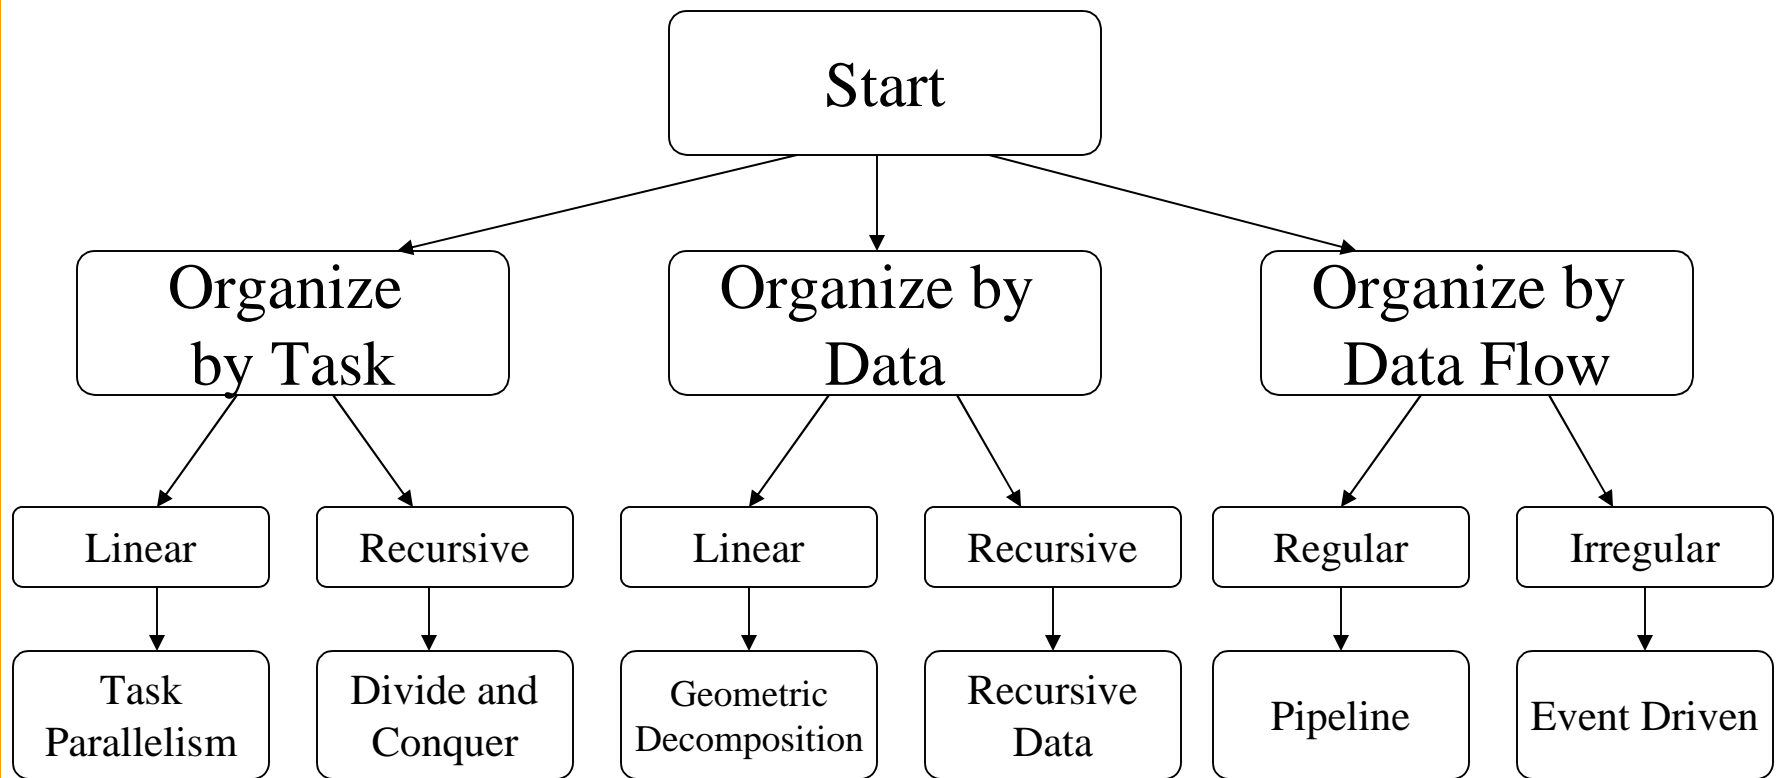 Start
Organize
by Task
Organize by
Data
Organize by
Data Flow
Linear
Recursive
Linear
Recursive
Regular
Irregular
Task
Parallelism
Divide and
Conquer
Geometric
Decomposition
Recursive
Data
Pipeline
Event Driven